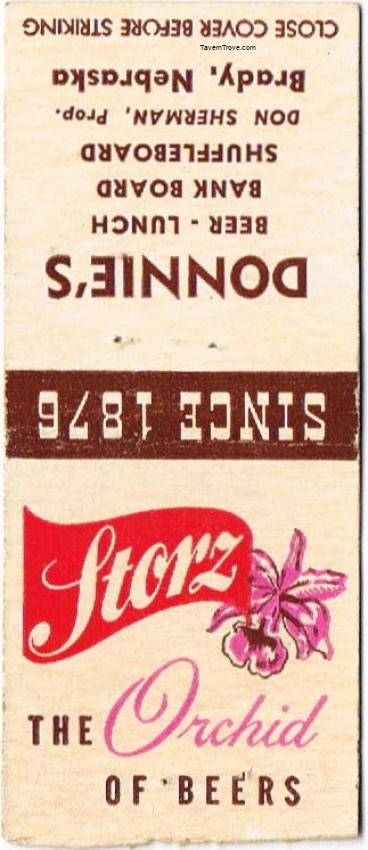 CLOSE COVER BEFORE STRIKING
TavernTrove.com
Brady, Nebraska
DON SHERMAN, Prop.
SHUFFLEBOARD
BANK BOARD
BEER - LUNCH
DONNIE'S
SINCE 1876
Storz
THE Orchid
OF BEERS